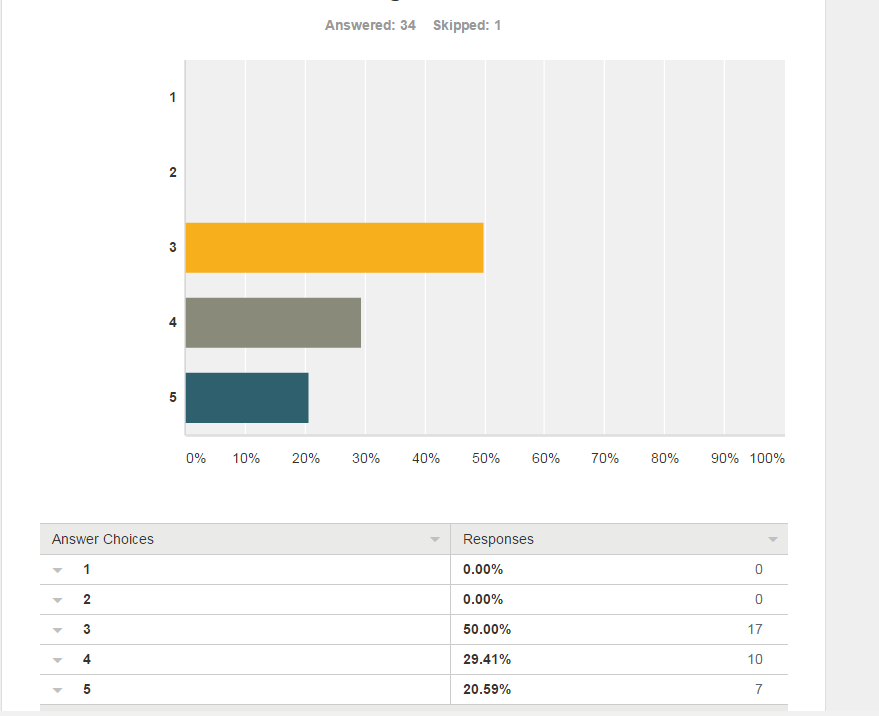 Answered: 34 Skipped: 1
1
2
3
4
5
0% 10% 20% 30% 40% 50% 60% 70% 80% 90% 100%
Answer Choices Responses
1 0.00% 0
2 0.00% 0
3 50.00% 17
4 29.41% 10
5 20.59% 7